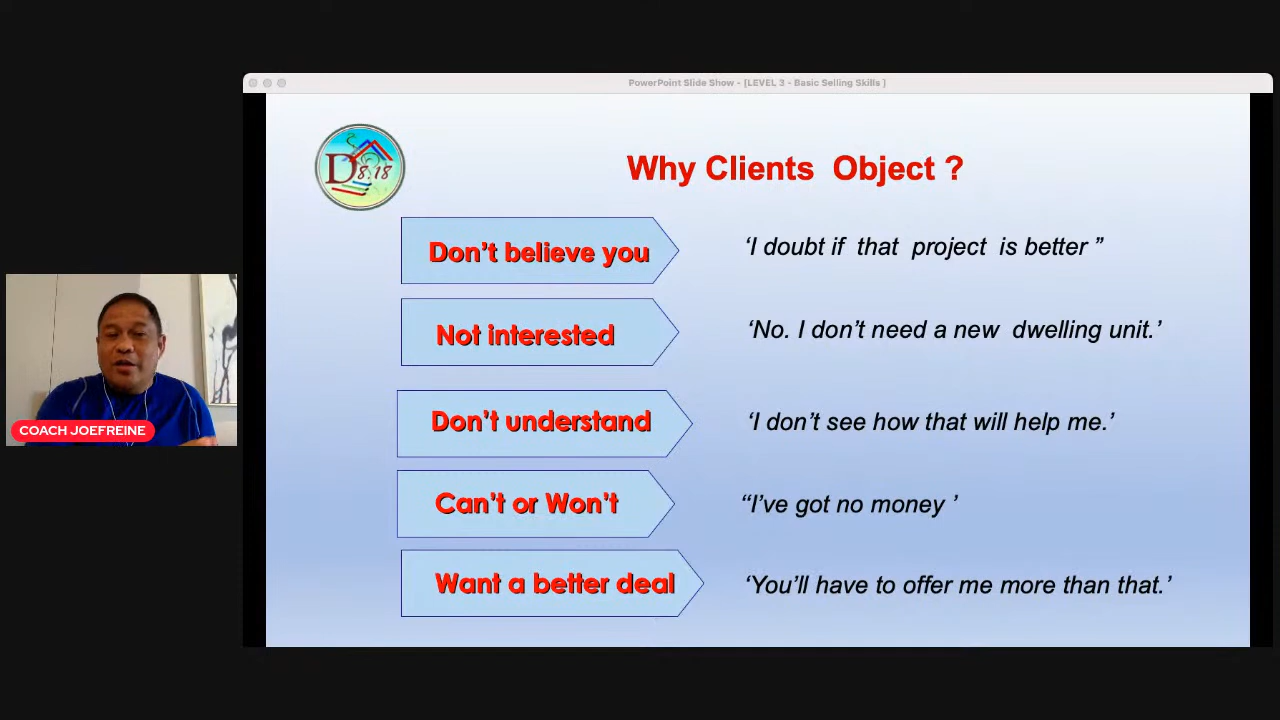 PowerPoint Slide Show - [LEVEL 3 - Basic Selling Skills ]
D8.18
Why Clients Object ?
Don't believe you
‘I doubt if that project is better ”
Not interested
‘No. I don’t need a new dwelling unit.’
Don't understand
‘I don’t see how that will help me.’
Can't or Won't
“I’ve got no money ’
Want a better deal
‘You’ll have to offer me more than that.’
COACH JOEFREINE